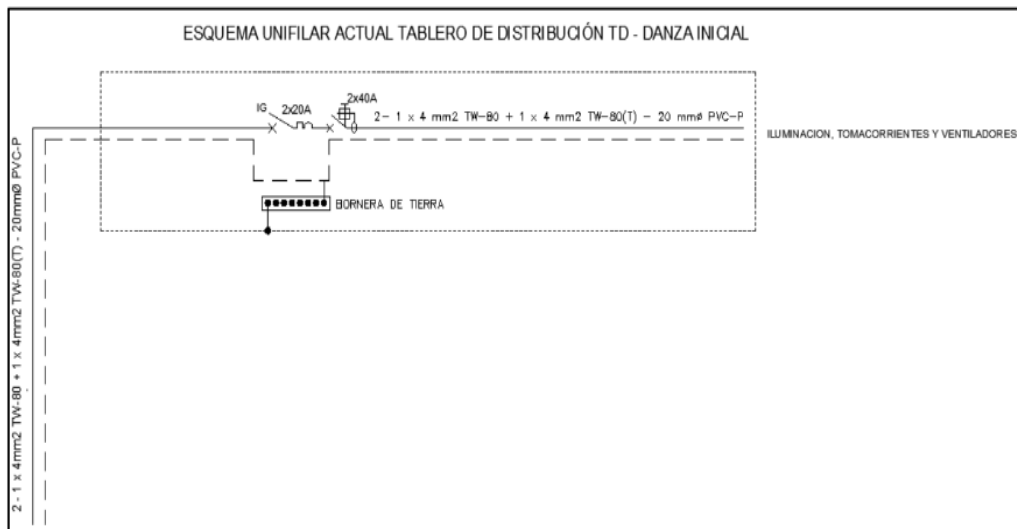 ESQUEMA UNIFILAR ACTUAL TABLERO DE DISTRIBUCIÓN TD - DANZA INICIAL
IG
2x20A
2x40A
2- 1 x 4 mm2 TW-80 + 1 x 4 mm2 TW-80(T) - 20 mmø PVC-P
ILUMINACION, TOMACORRIENTES Y VENTILADORES
BORNERA DE TIERRA
2 - 1 x 4mm2 TW-80 + 1 x 4mm2 TW-80(T) - 20mmØ PVC-P